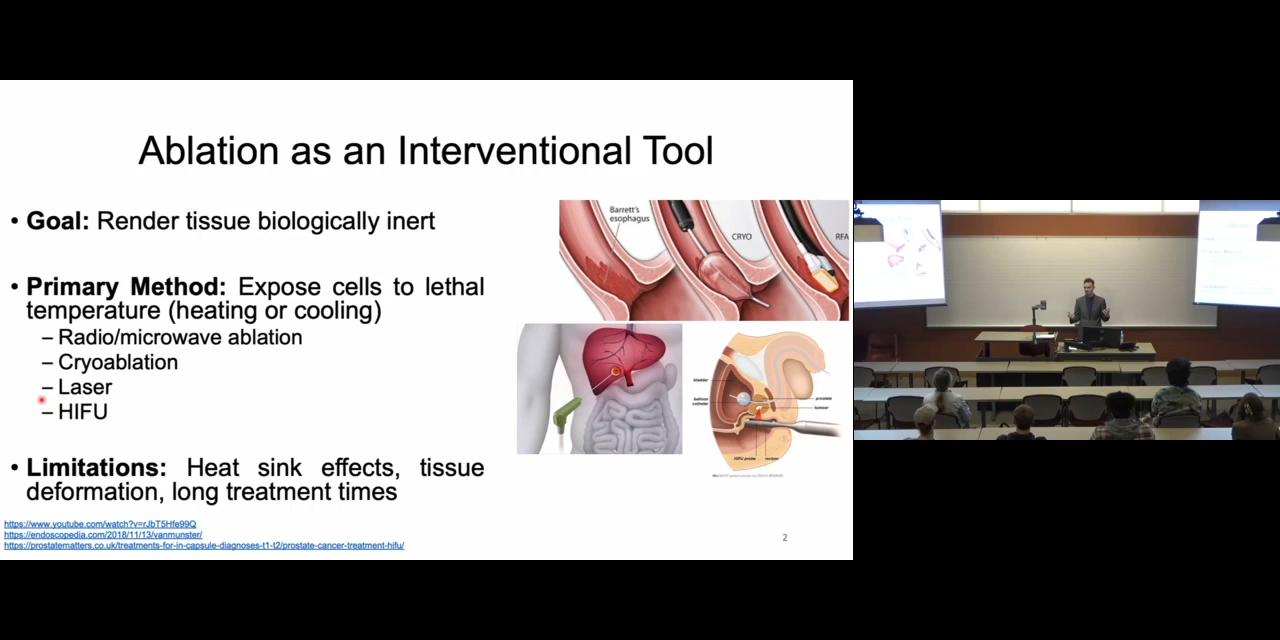 Ablation as an Interventional Tool
• Goal: Render tissue biologically inert
• Primary Method: Expose cells to lethal
temperature (heating or cooling)
– Radio/microwave ablation
– Cryoablation
– Laser
– HIFU
• Limitations: Heat sink effects, tissue
deformation, long treatment times
https://www.youtube.com/watch?v=rJbT5Hfe99Q
https://endoscopedia.com/2018/11/13/vanmunster/
https://prostatematters.co.uk/treatments-for-in-capsule-diagnoses-t1-t2/prostate-cancer-treatment-hifu/
Barrett's
esophagus
CRYO
RFA
bladder
balloon
catheter
prostate
tumour
HIFU probe
rectum
2